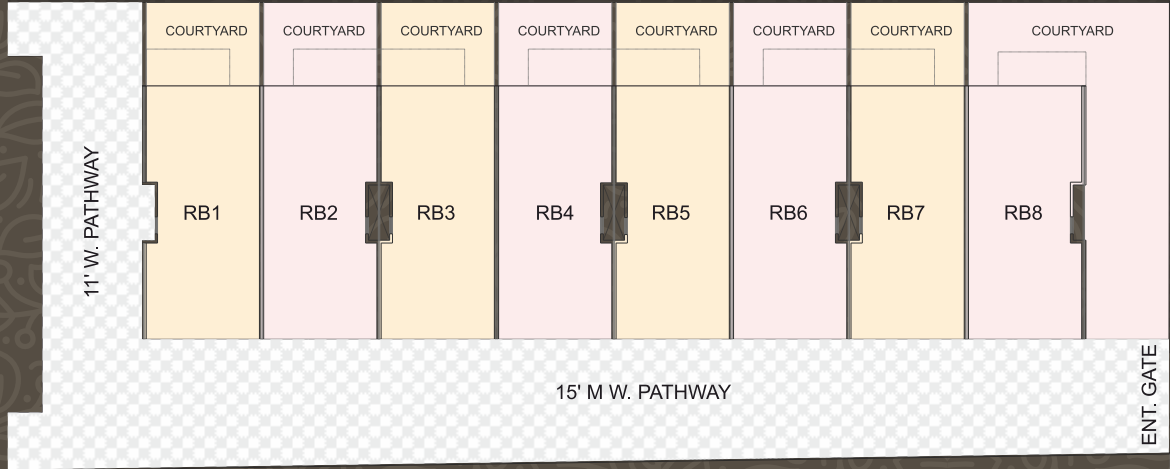 COURTYARD COURTYARD COURTYARD COURTYARD COURTYARD COURTYARD COURTYARD COURTYARD
11' W. PATHWAY
RB1 RB2 RB3 RB4 RB5 RB6 RB7 RB8
15' M W. PATHWAY
ENT. GATE